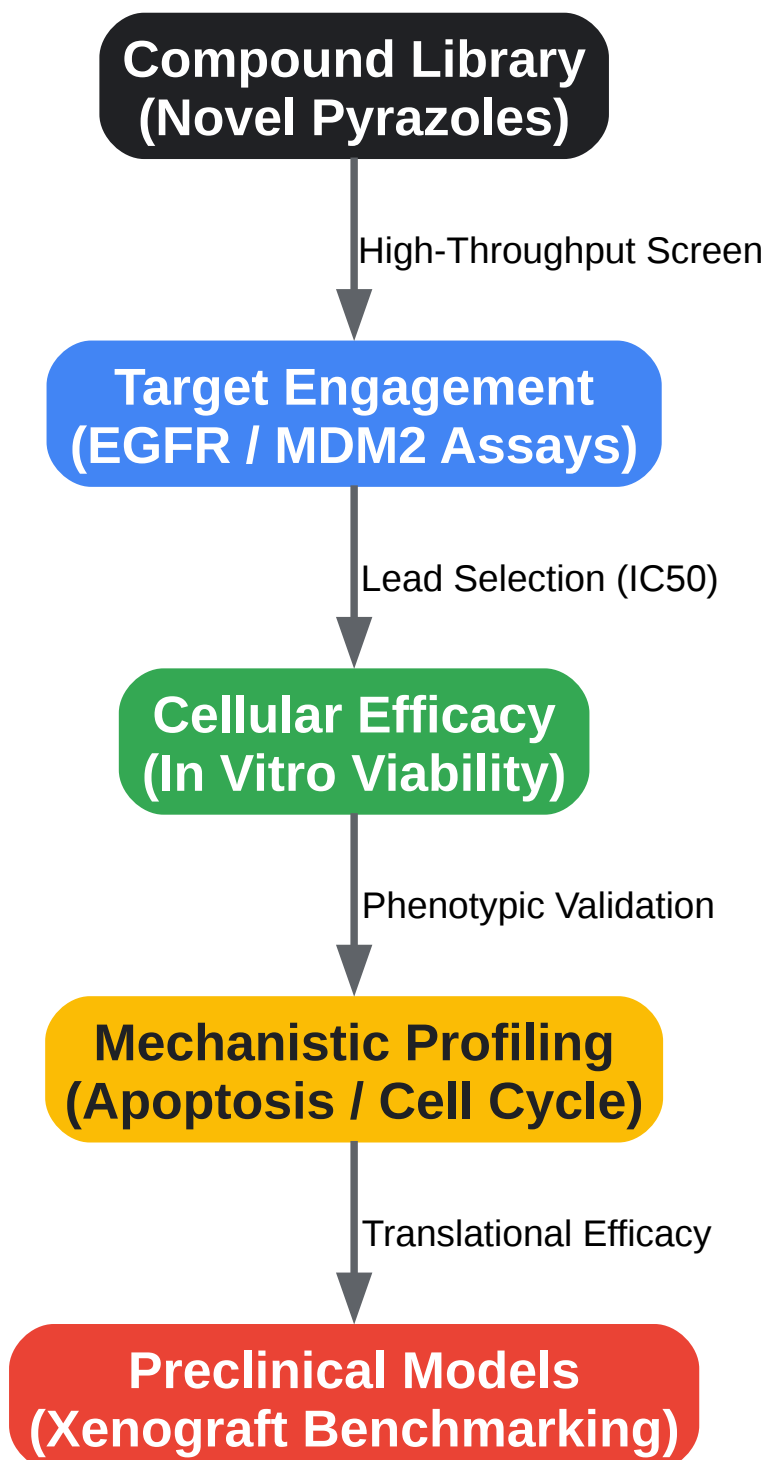 Compound Library
(Novel Pyrazoles)
High-Throughput Screen
Target Engagement
(EGFR / MDM2 Assays)
Lead Selection (IC50)
Cellular Efficacy
(In Vitro Viability)
Phenotypic Validation
Mechanistic Profiling
(Apoptosis / Cell Cycle)
Translational Efficacy
Preclinical Models
(Xenograft Benchmarking)